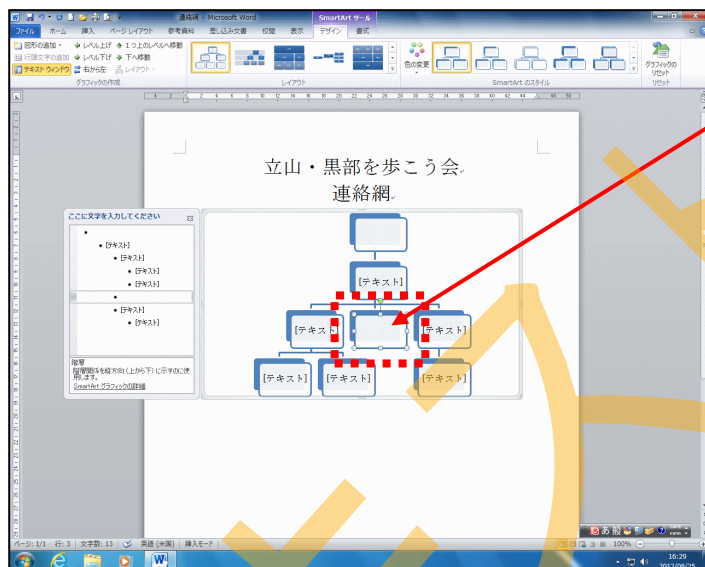 連絡網 - Microsoft Word
SmartArt ツール
ファイル ホーム 挿入 ページ レイアウト 参考資料 差し込み文書 校閲 表示 デザイン 書式
図形の追加 レベル上げ 1つ上のレベルへ移動
行頭文字の追加 レベル下げ 下へ移動
テキスト ウィンドウ 右から左 レイアウト
色の変更
グラフィックの
リセット
グラフィックの作成 レイアウト SmartArt のスタイル リセット
立山・黒部を歩こう会
連絡網
ここに文字を入力してください
[テキスト]
[テキスト]
[テキスト]
[テキスト]
[テキスト]
階層
階層関係を縦方向 (上から下) に示すのに使
用します。
SmartArt グラフィックの詳細
[テキスト]
[テキスト] [テキスト]
[テキスト] [テキスト] [テキスト]
ページ: 1/1 行: 3 文字数: 13 英語 (米国) 挿入モード
あ 般
100%
16:29
2012/08/25